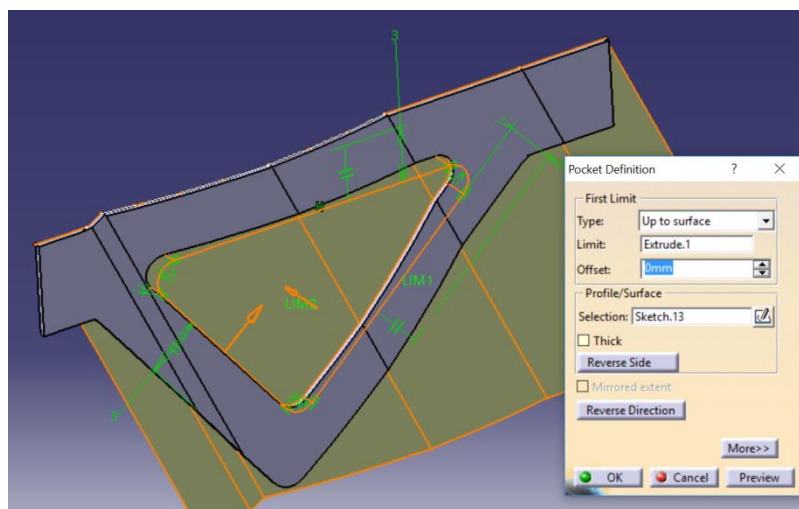 3
H
LIM1
LIM2
3
Pocket Definition ? ×
First Limit
Type: Up to surface
Limit: Extrude.1
Offset: 0mm
Profile/Surface
Selection: Sketch.13
Thick
Reverse Side
Mirrored extent
Reverse Direction
More>>
OK Cancel Preview